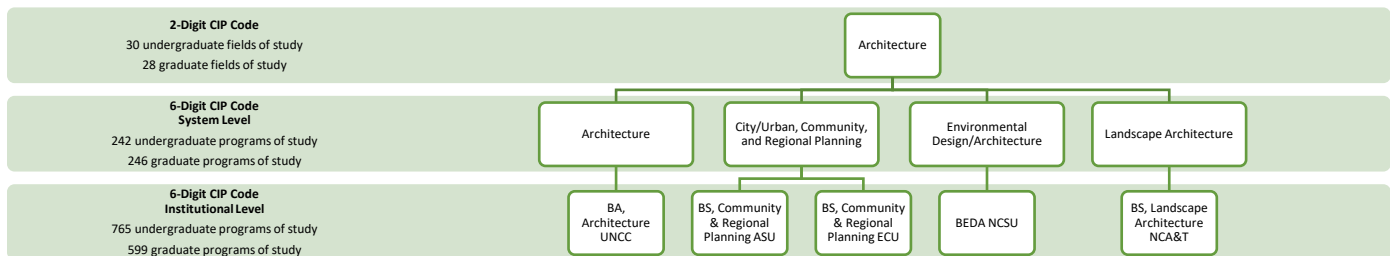 2-Digit CIP Code
30 undergraduate fields of study
28 graduate fields of study
Architecture
6-Digit CIP Code
System Level
242 undergraduate programs of study
246 graduate programs of study
Architecture
City/Urban, Community,
and Regional Planning
Environmental
Design/Architecture
Landscape Architecture
6-Digit CIP Code
Institutional Level
765 undergraduate programs of study
599 graduate programs of study
BA,
Architecture
UNCC
BS, Community
& Regional
Planning ASU
BS, Community
& Regional
Planning ECU
BEDA NCSU
BS, Landscape
Architecture
NCA&T